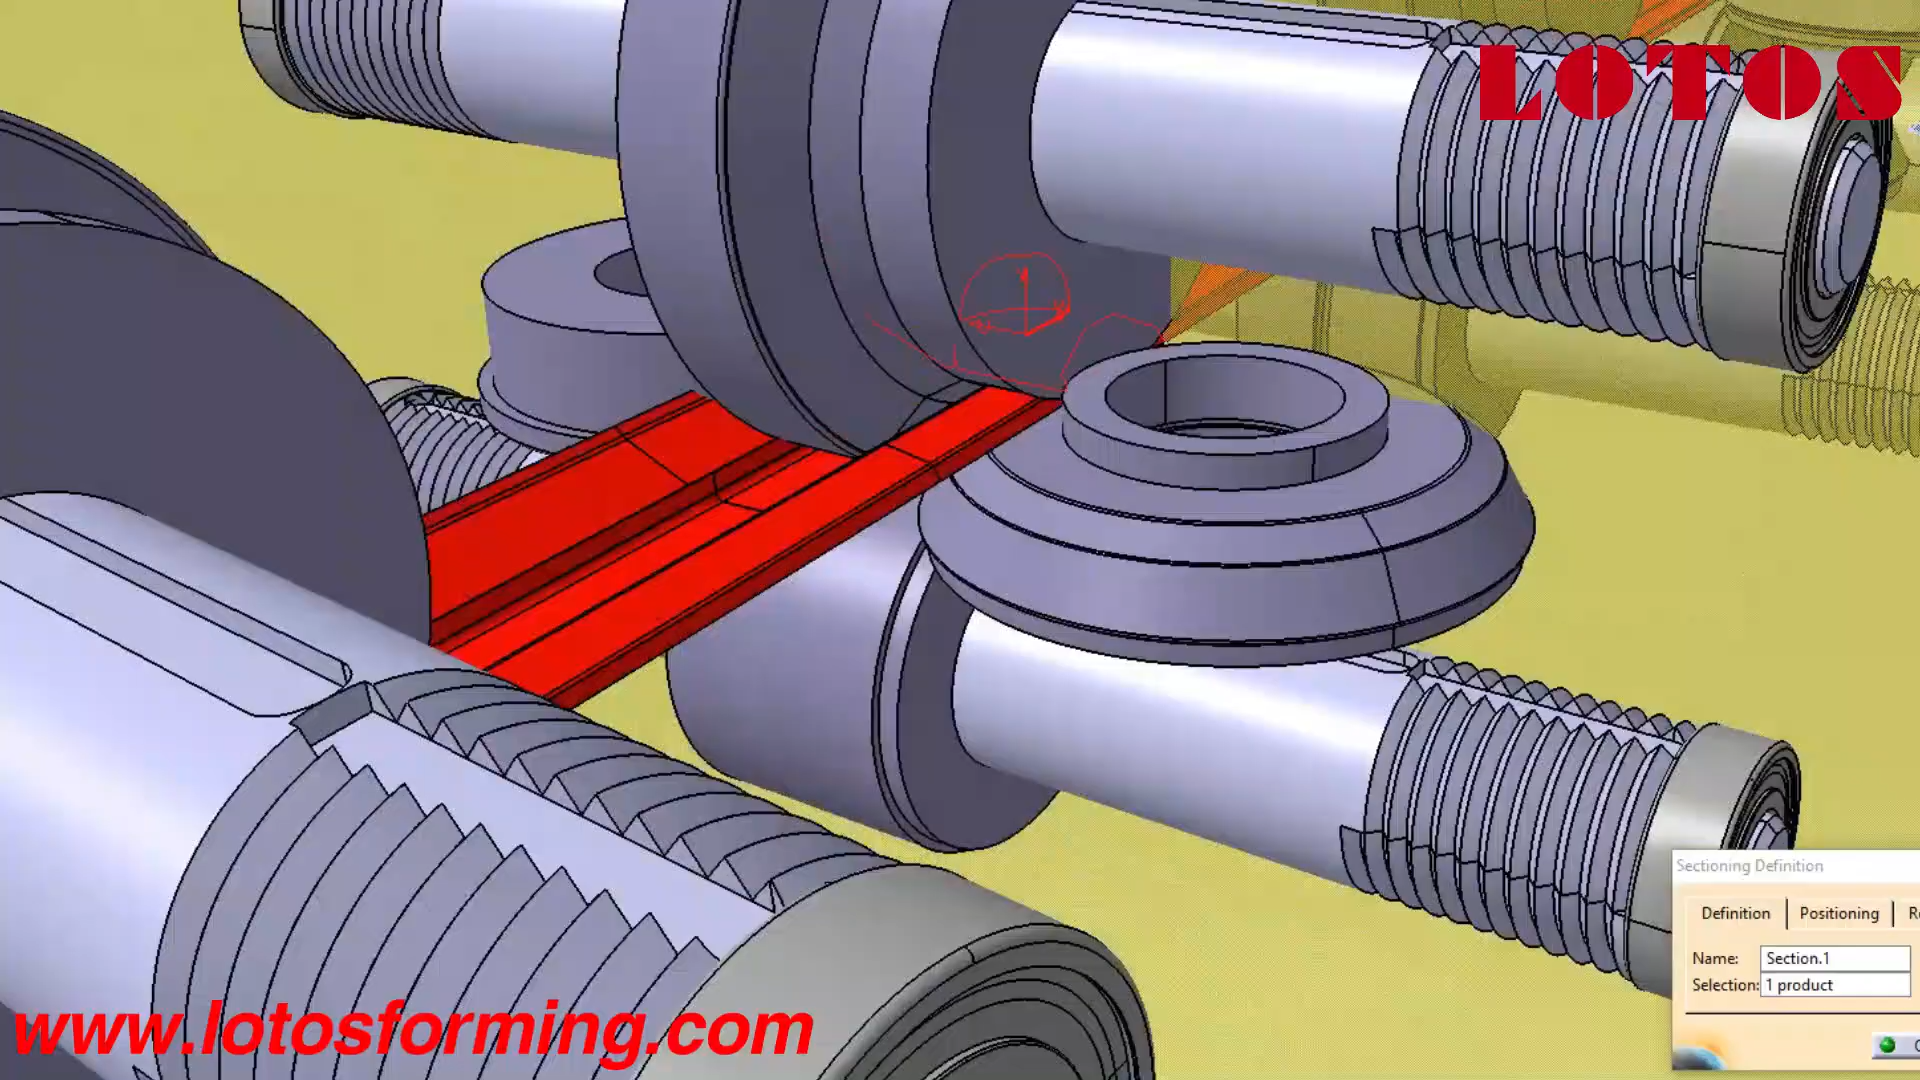 LOTOS
Sectioning Definition
Definition
Positioning
Name:
Section.1
Selection:
1 product
www.lotosforming.com